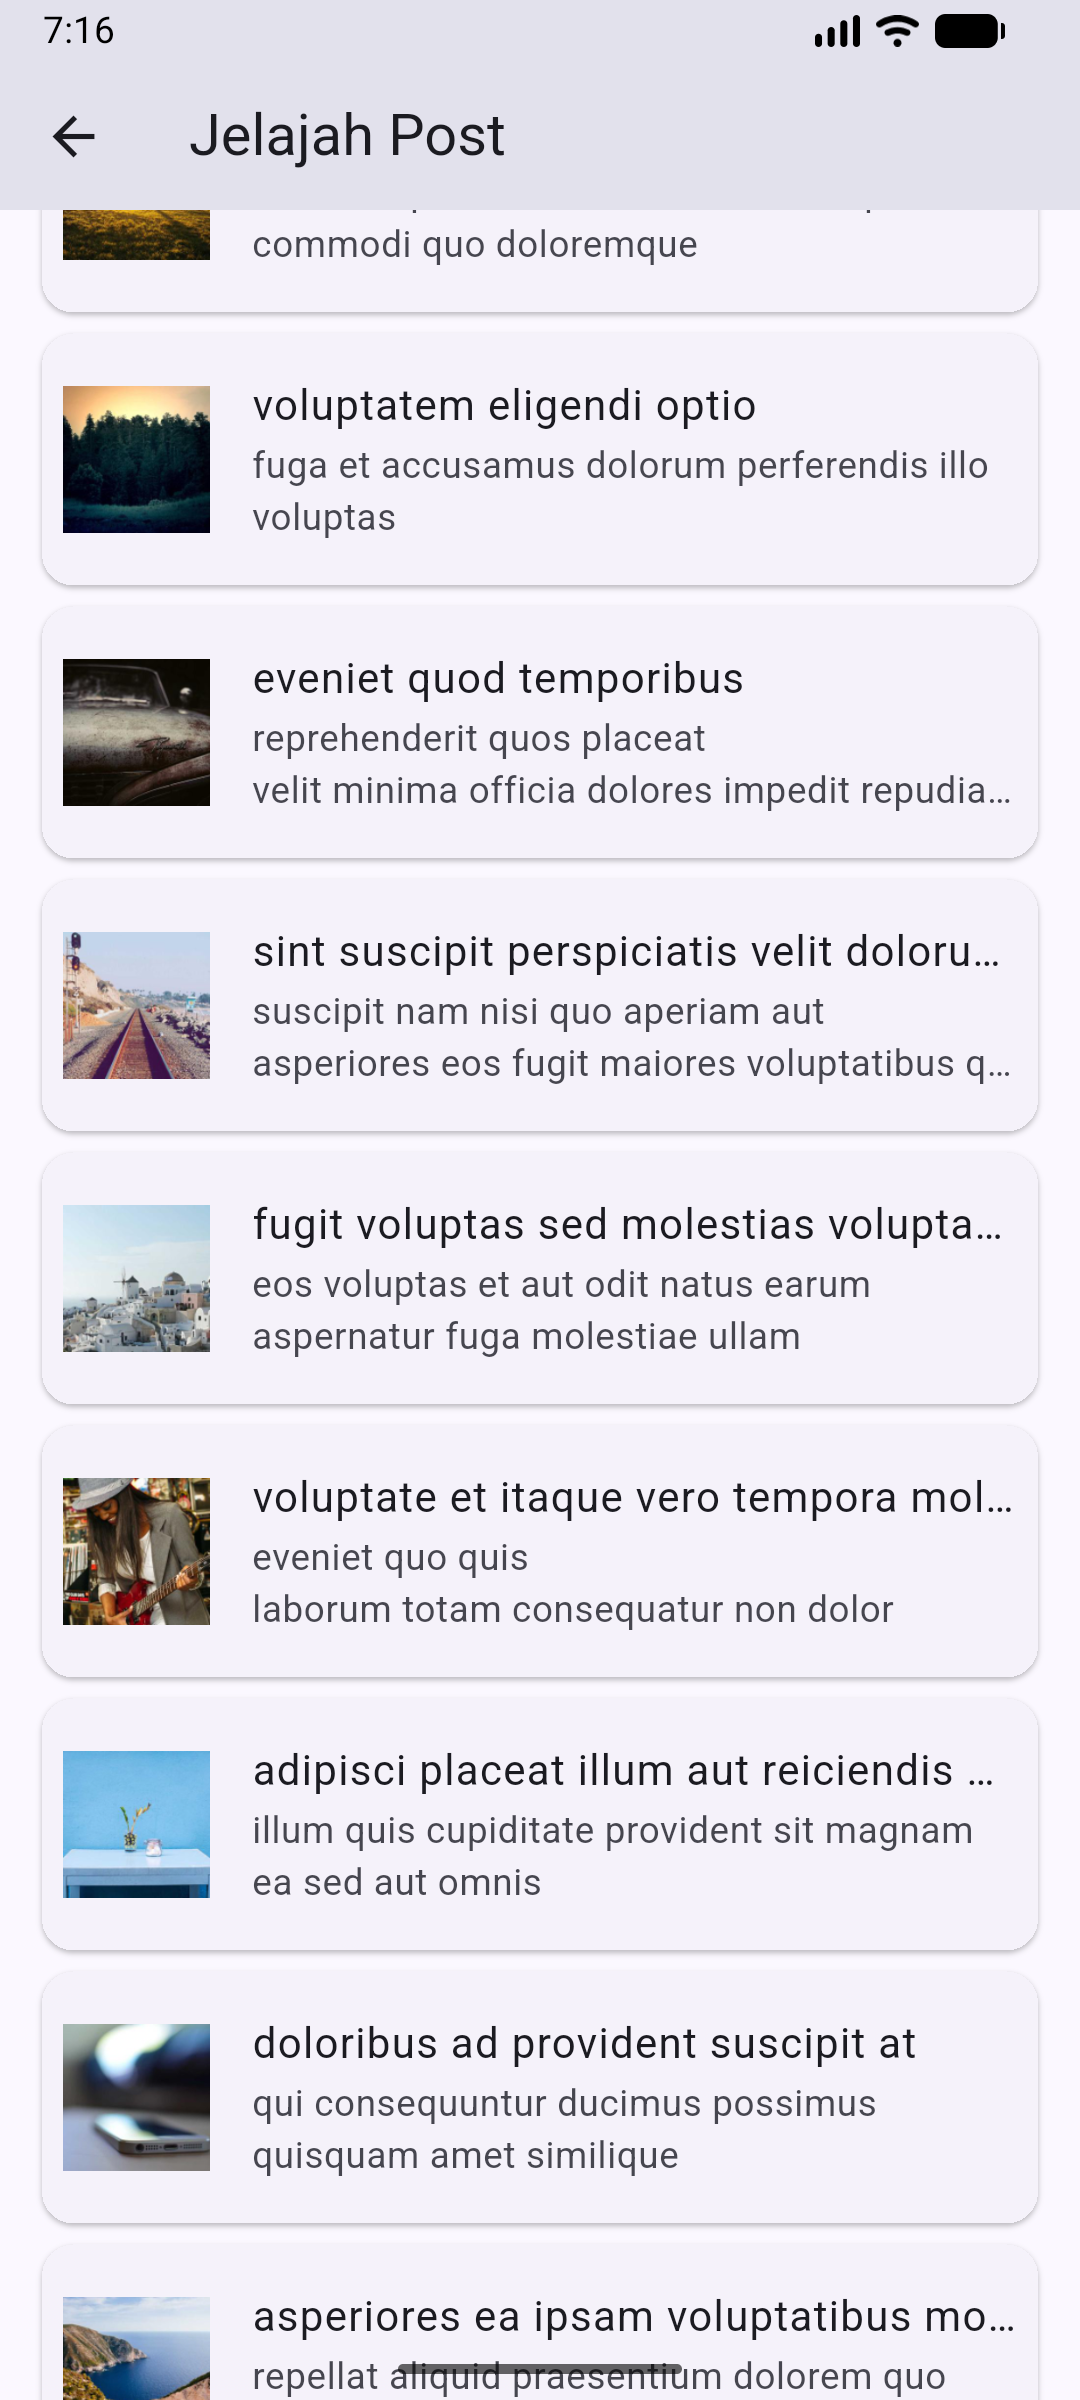 7:16
Jelajah Post
commodi quo doloremque
voluptatem eligendi optio
fuga et accusamus dolorum perferendis illo
voluptas
eveniet quod temporibus
reprehenderit quos placeat
velit minima officia dolores impedit repudia…
sint suscipit perspiciatis velit doloru…
suscipit nam nisi quo aperiam aut
asperiores eos fugit maiores voluptatibus q…
fugit voluptas sed molestias volupta…
eos voluptas et aut odit natus earum
aspernatur fuga molestiae ullam
voluptate et itaque vero tempora mol…
eveniet quo quis
laborum totam consequatur non dolor
adipisci placeat illum aut reiciendis …
illum quis cupiditate provident sit magnam
ea sed aut omnis
doloribus ad provident suscipit at
qui consequuntur ducimus possimus
quisquam amet similique
asperiores ea ipsam voluptatibus mo…
repellat aliquid praesentium dolorem quo